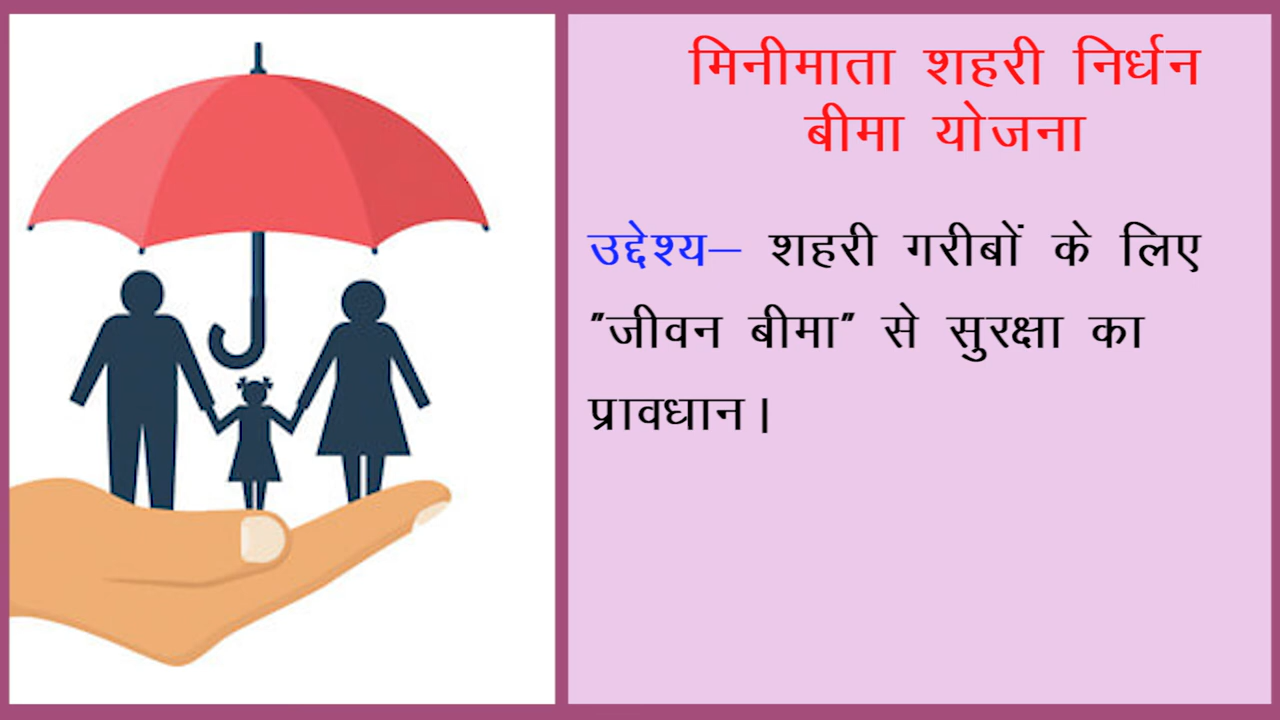 मिनीमाता शहरी निर्धन
बीमा योजना
उद्देश्य– शहरी गरीबों के लिए
"जीवन बीमा" से सुरक्षा का
प्रावधान।